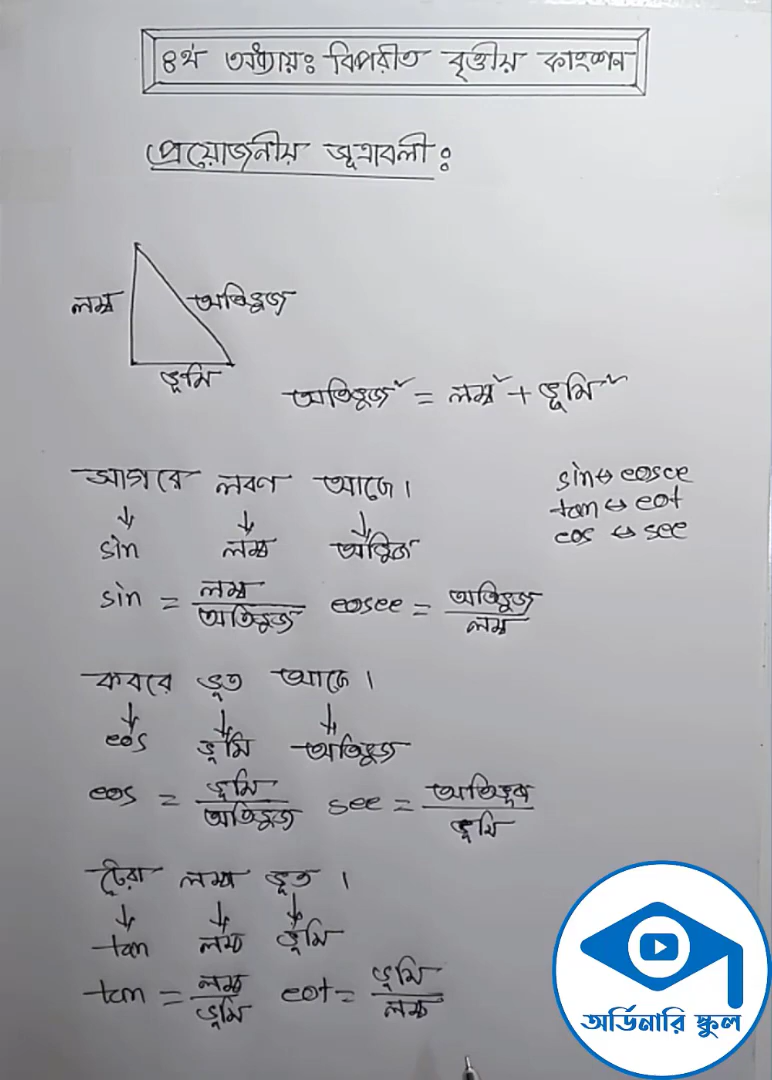 ৪র্থ অধ্যায়ঃ বিপরীত বৃত্তীয় ফাংশন
প্রয়োজনীয় সূত্রাবলী ঃ
লম্ব
অতিভুজ
ভূমি
অতিভুজ² = লম্ব² + ভূমি²
সাগরে লবণ আছে।
sin লম্ব অতিভুজ
sin↔cosec
tan↔cot
cos↔sec
sin = লম্ব/অতিভুজ cosec = অতিভুজ/লম্ব
কবরে ভূত আছে।
cos ভূমি অতিভুজ
cos = ভূমি/অতিভুজ sec = অতিভুজ/ভূমি
ট্যারা লম্বা ভূত।
tan লম্ব ভূমি
tan = লম্ব/ভূমি cot = ভূমি/লম্ব
অর্ডিনারি স্কুল